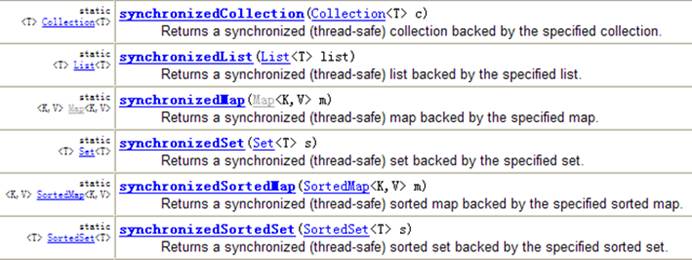 static
<T> Collection<T>
synchronizedCollection(Collection<T> c)
Returns a synchronized (thread-safe) collection backed by the specified collection.
static
<T> List<T>
synchronizedList(List<T> list)
Returns a synchronized (thread-safe) list backed by the specified list.
static
<K,V> Map<K,V>
synchronizedMap(Map<K,V> m)
Returns a synchronized (thread-safe) map backed by the specified map.
static
<T> Set<T>
synchronizedSet(Set<T> s)
Returns a synchronized (thread-safe) set backed by the specified set.
static
<K,V> SortedMap<K,V>
synchronizedSortedMap(SortedMap<K,V> m)
Returns a synchronized (thread-safe) sorted map backed by the specified sorted map.
static
<T> SortedSet<T>
synchronizedSortedSet(SortedSet<T> s)
Returns a synchronized (thread-safe) sorted set backed by the specified sorted set.